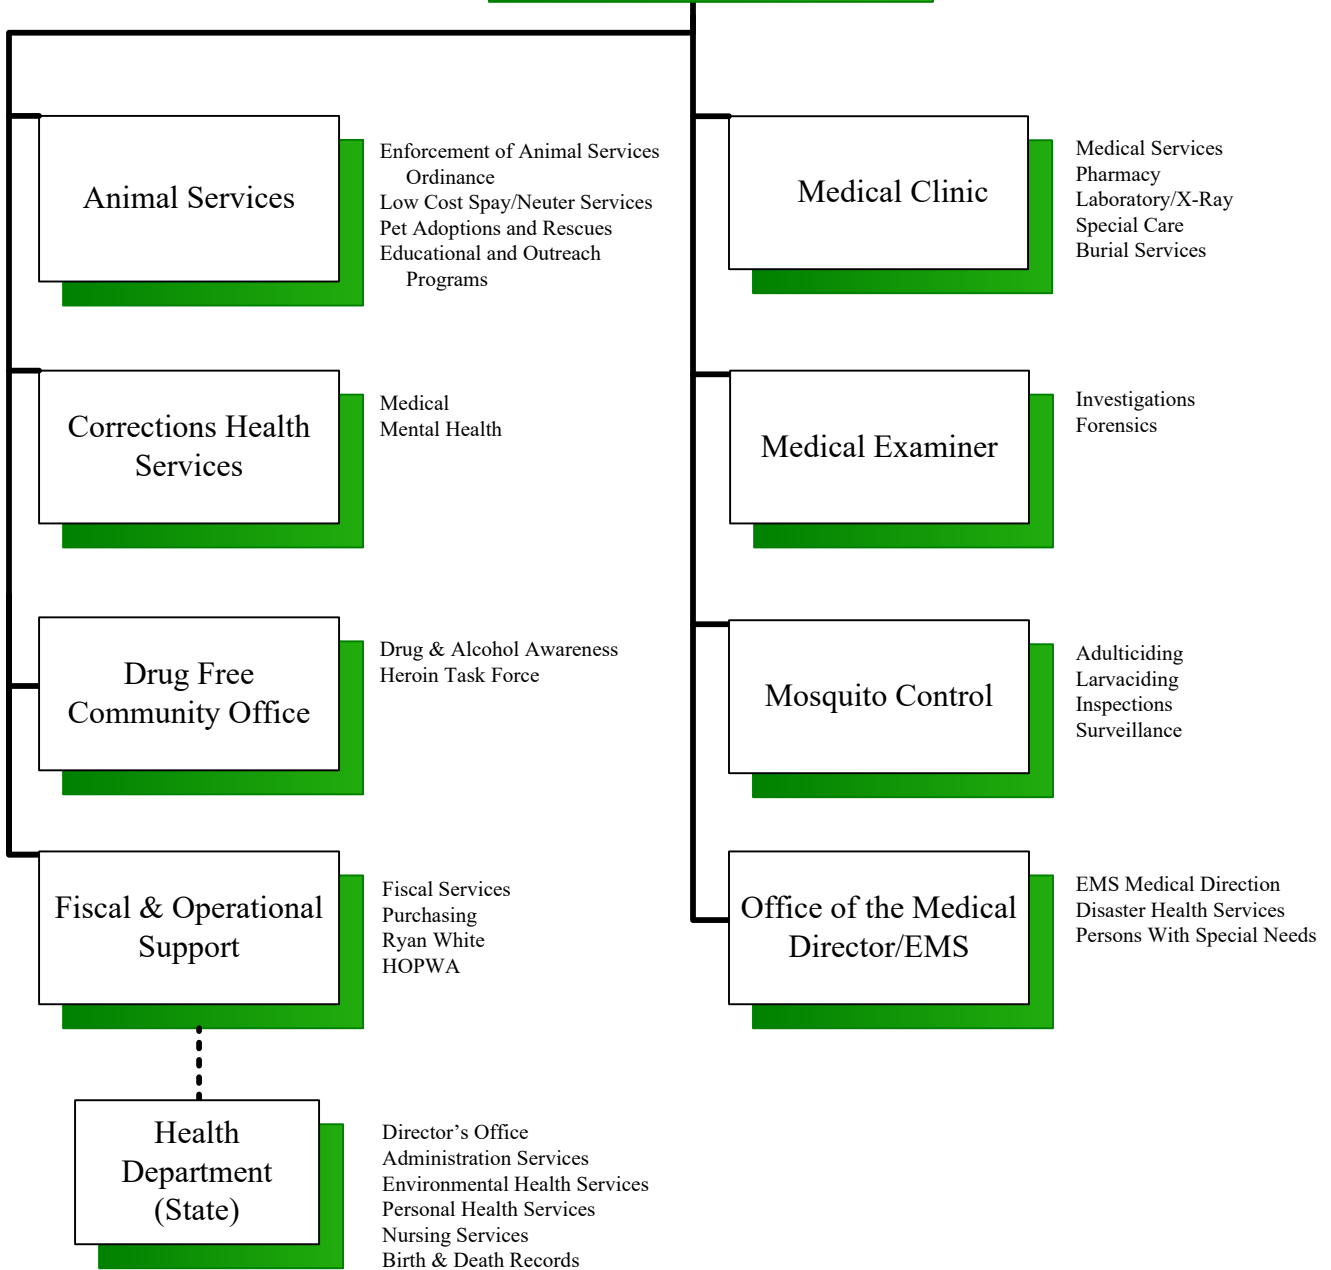 Animal Services
Enforcement of Animal Services
Ordinance
Low Cost Spay/Neuter Services
Pet Adoptions and Rescues
Educational and Outreach
Programs
Medical Clinic
Medical Services
Pharmacy
Laboratory/X-Ray
Special Care
Burial Services
Corrections Health
Services
Medical
Mental Health
Medical Examiner
Investigations
Forensics
Drug Free
Community Office
Drug & Alcohol Awareness
Heroin Task Force
Mosquito Control
Adulticiding
Larvaciding
Inspections
Surveillance
Fiscal & Operational
Support
Fiscal Services
Purchasing
Ryan White
HOPWA
Office of the Medical
Director/EMS
EMS Medical Direction
Disaster Health Services
Persons With Special Needs
Health
Department
(State)
Director’s Office
Administration Services
Environmental Health Services
Personal Health Services
Nursing Services
Birth & Death Records